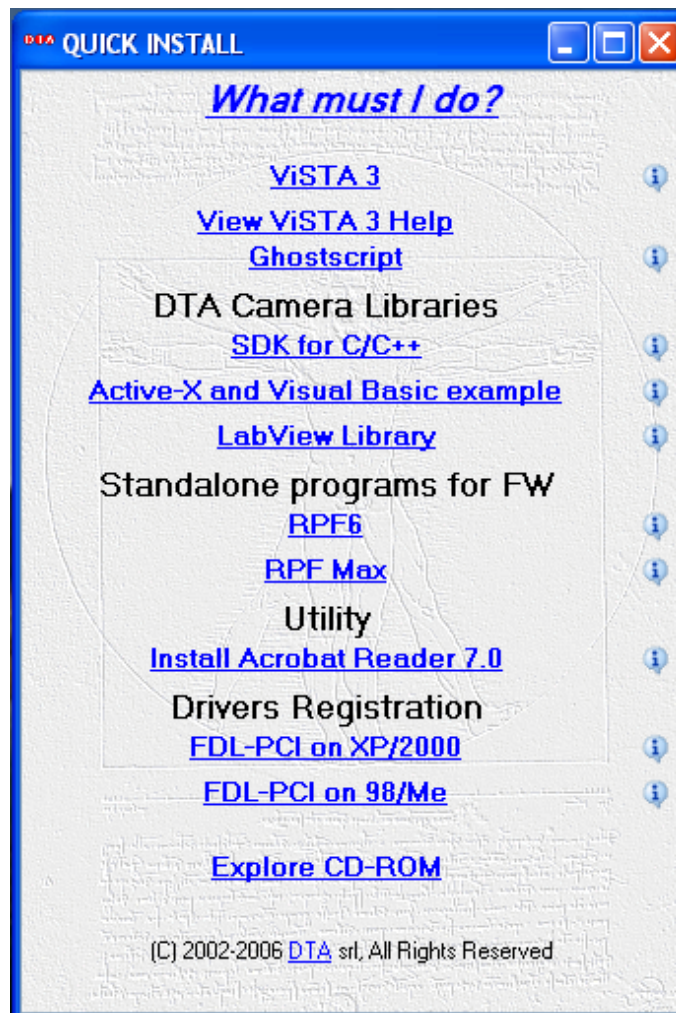 DTA QUICK INSTALL
What must I do?
ViSTA 3
View ViSTA 3 Help
Ghostscript
DTA Camera Libraries
SDK for C/C++
Active-X and Visual Basic example
LabView Library
Standalone programs for FW
RPF6
RPF Max
Utility
Install Acrobat Reader 7.0
Drivers Registration
FDL-PCI on XP/2000
FDL-PCI on 98/Me
Explore CD-ROM
(C) 2002-2006 DTA srl, All Rights Reserved